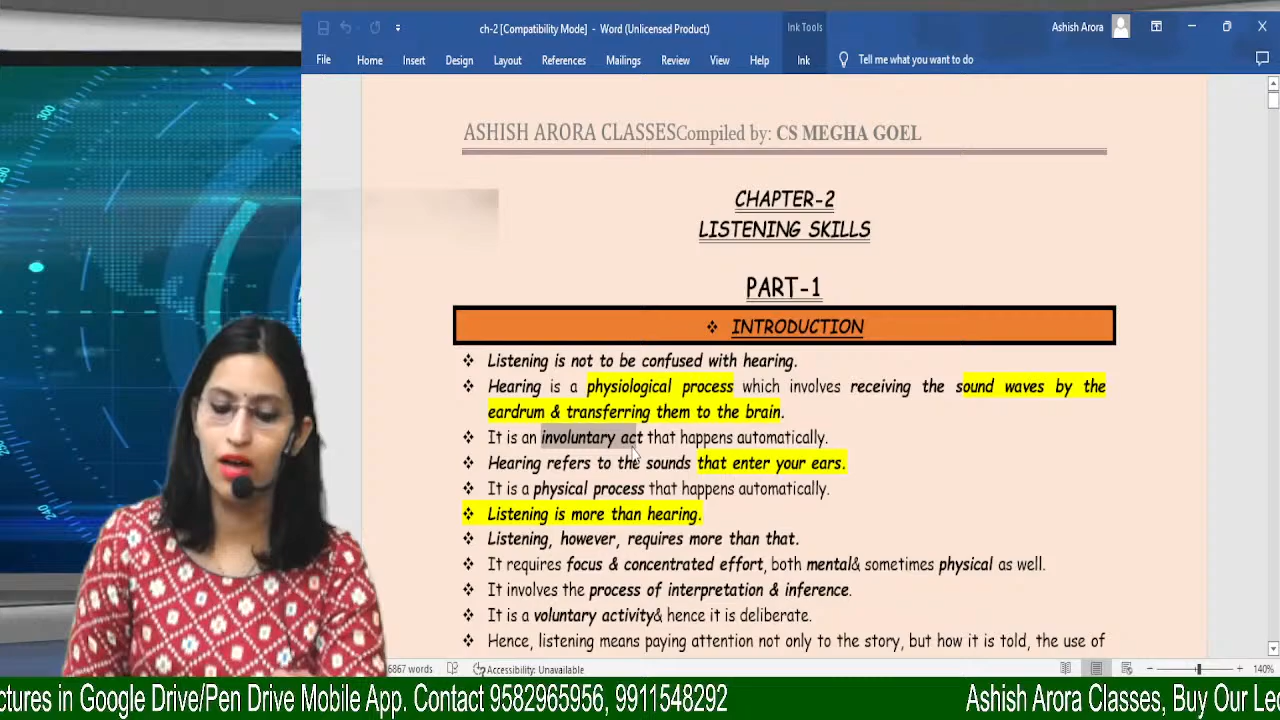 ch-2 [Compatibility Mode] - Word (Unlicensed Product)
Ink Tools
Ashish Arora
File Home Insert Design Layout References Mailings Review View Help Ink Tell me what you want to do
ASHISH ARORA CLASSESCompiled by: CS MEGHA GOEL
CHAPTER-2
LISTENING SKILLS
PART-1
❖ INTRODUCTION
❖ Listening is not to be confused with hearing.
❖ Hearing is a physiological process which involves receiving the sound waves by the
eardrum & transferring them to the brain.
❖ It is an involuntary act that happens automatically.
❖ Hearing refers to the sounds that enter your ears.
❖ It is a physical process that happens automatically.
❖ Listening is more than hearing.
❖ Listening, however, requires more than that.
❖ It requires focus & concentrated effort, both mental& sometimes physical as well.
❖ It involves the process of interpretation & inference.
❖ It is a voluntary activity& hence it is deliberate.
❖ Hence, listening means paying attention not only to the story, but how it is told, the use of
6867 words Accessibility: Unavailable 140%
ctures in Google Drive/Pen Drive Mobile App. Contact 9582965956, 9911548292 Ashish Arora Classes, Buy Our Lec
300
240